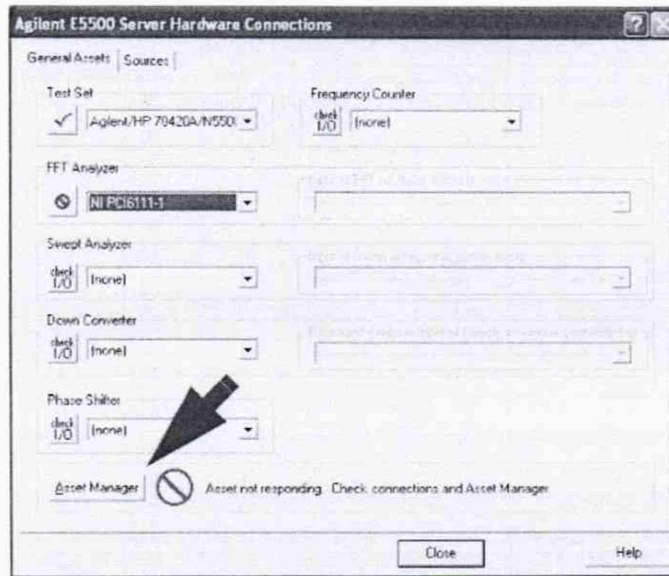 Agilent E5500 Server Hardware Connections
General Assets
Sources
Test Set
Frequency Counter
Agilent/HP 70420A/N550
check I/O
(none)
FFT Analyzer
NI PCI6111-1
Swept Analyzer
check I/O
(none)
Down Converter
check I/O
(none)
Phase Shifter
check I/O
(none)
Asset Manager
Asset not responding. Check connections and Asset Manager
Close
Help